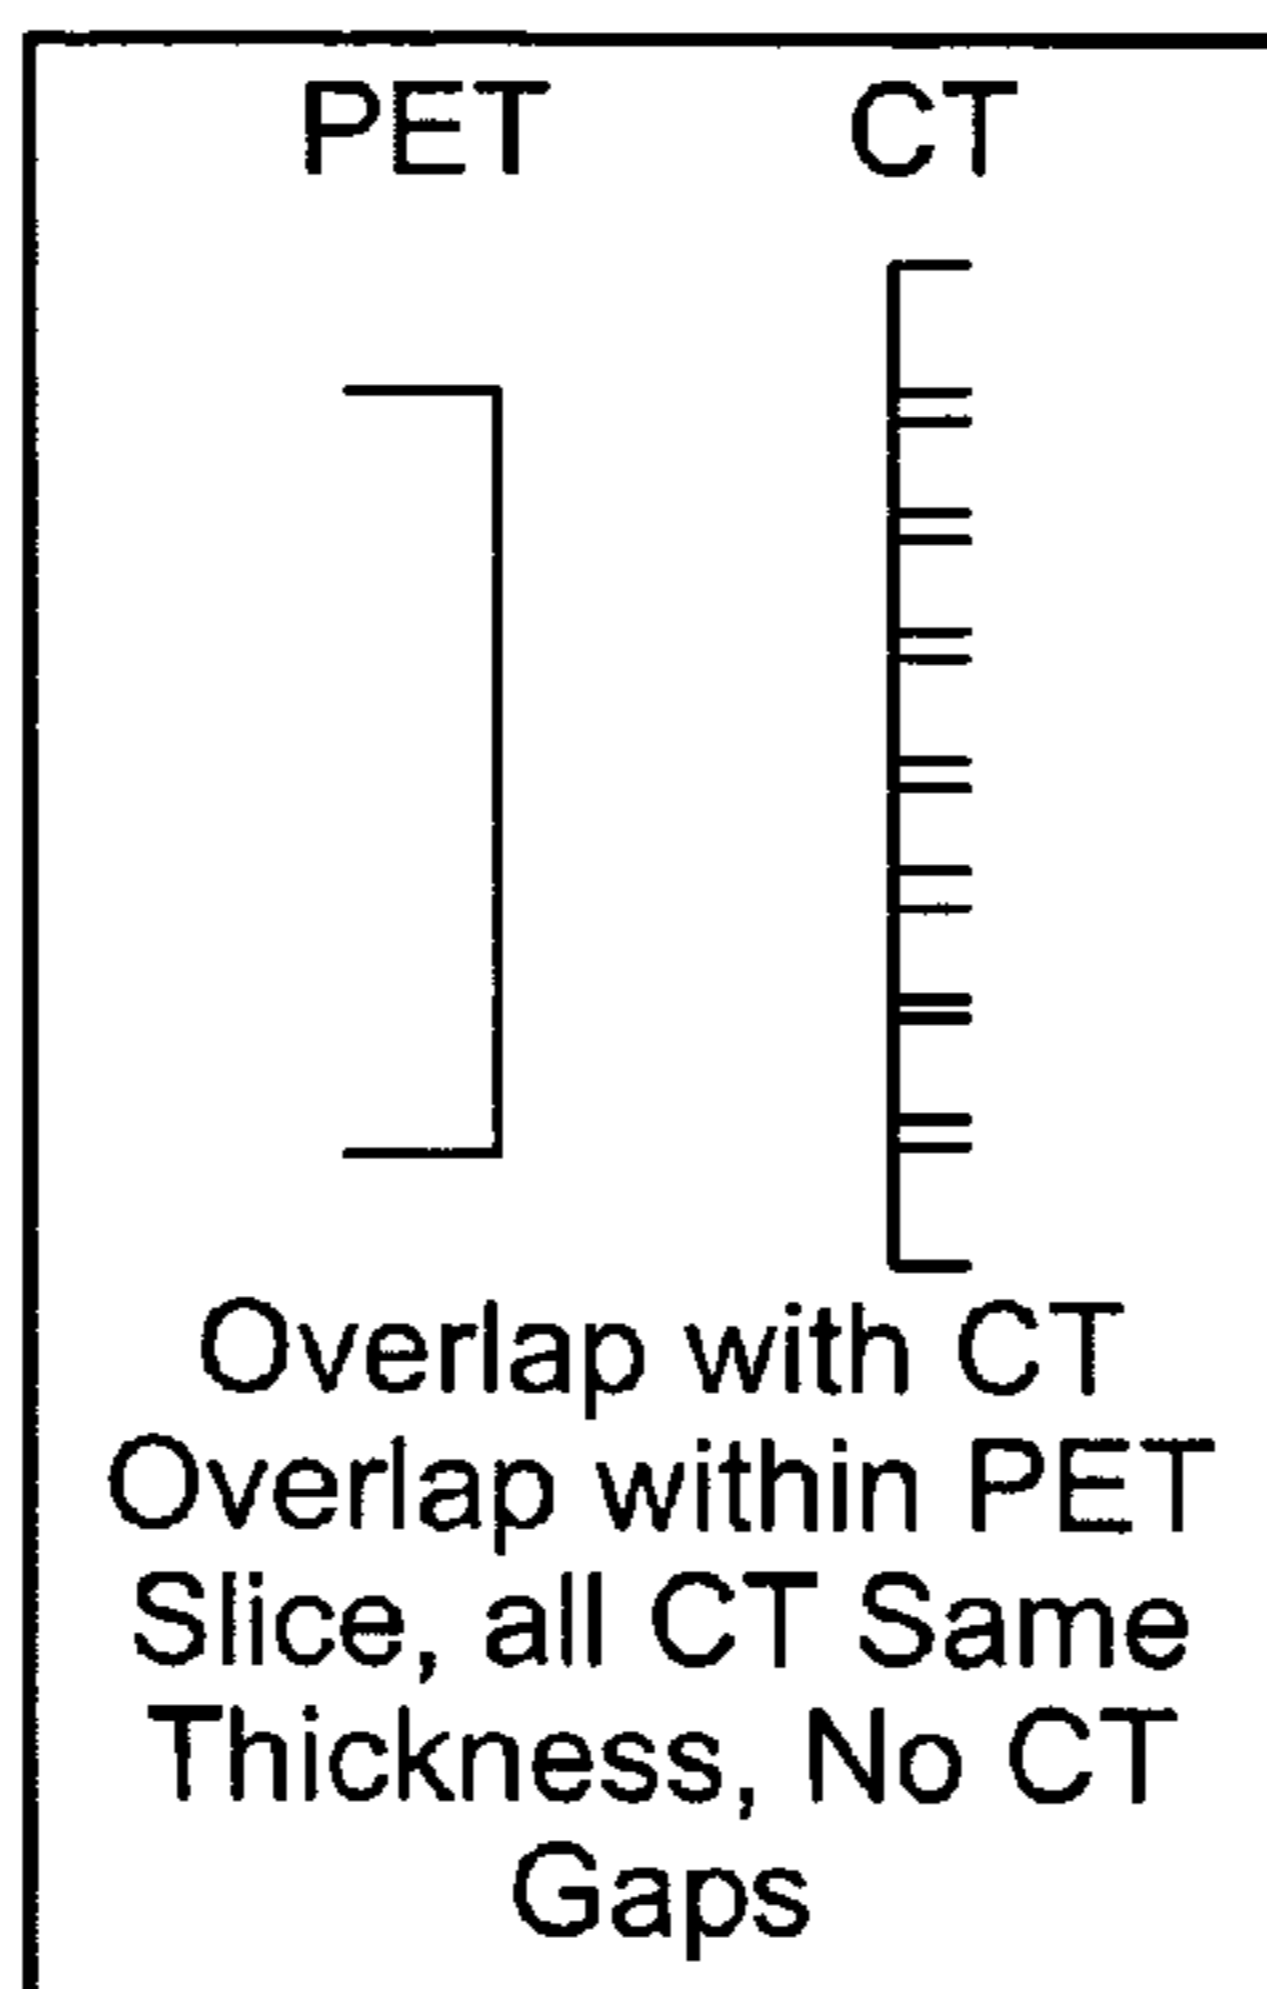 PET CT
Overlap with CT
Overlap within PET
Slice, all CT Same
Thickness, No CT
Gaps